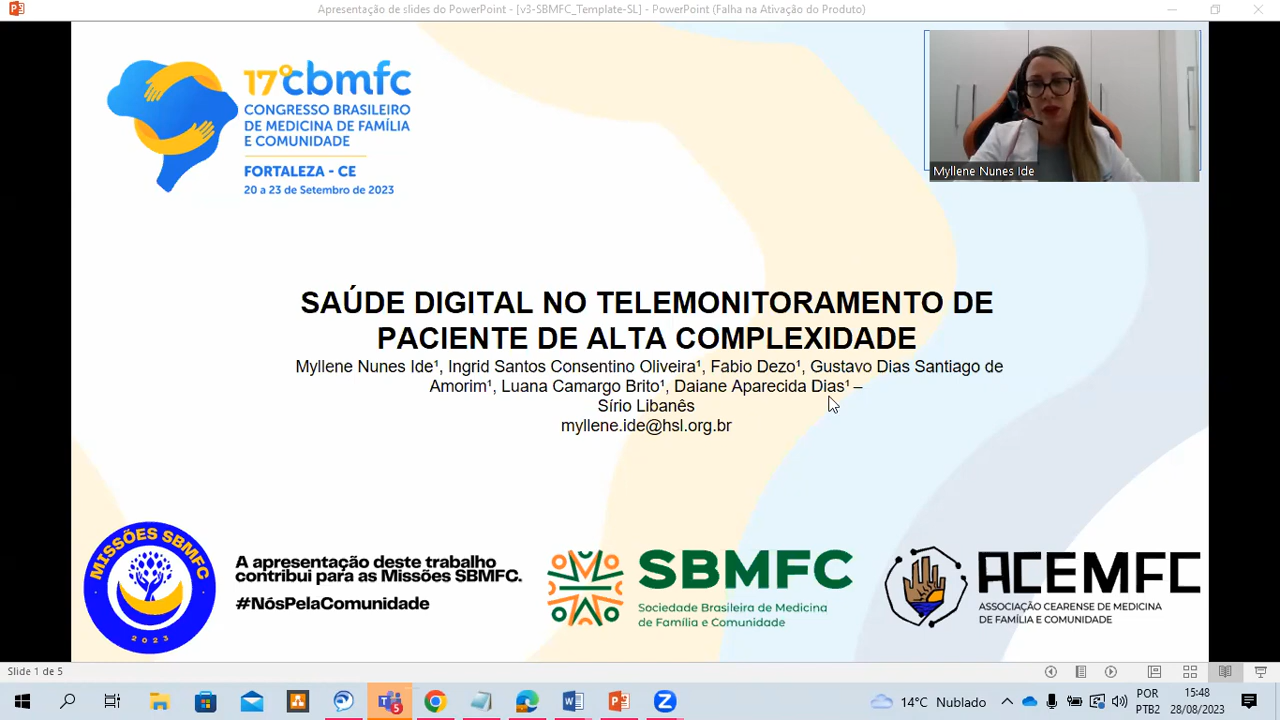 Apresentação de slides do PowerPoint - [v3-SBMFC_Template-SL] - PowerPoint (Falha na Ativação do Produto)
17º cbmfc
CONGRESSO BRASILEIRO
DE MEDICINA DE FAMÍLIA
E COMUNIDADE
FORTALEZA - CE
20 a 23 de Setembro de 2023
Myllene Nunes Ide
SAÚDE DIGITAL NO TELEMONITORAMENTO DE
PACIENTE DE ALTA COMPLEXIDADE
Myllene Nunes Ide¹, Ingrid Santos Consentino Oliveira¹, Fabio Dezo¹, Gustavo Dias Santiago de
Amorim¹, Luana Camargo Brito¹, Daiane Aparecida Dias¹ –
Sírio Libanês
myllene.ide@hsl.org.br
MISSÕES SBMFC
2023
A apresentação deste trabalho
contribui para as Missões SBMFC.
#NósPelaComunidade
SBMFC
Sociedade Brasileira de Medicina
de Família e Comunidade
ACEMFC
ASSOCIAÇÃO CEARENSE DE MEDICINA
DE FAMÍLIA E COMUNIDADE
Slide 1 de 5
5
14°C Nublado
POR
PTB2
15:48
28/08/2023